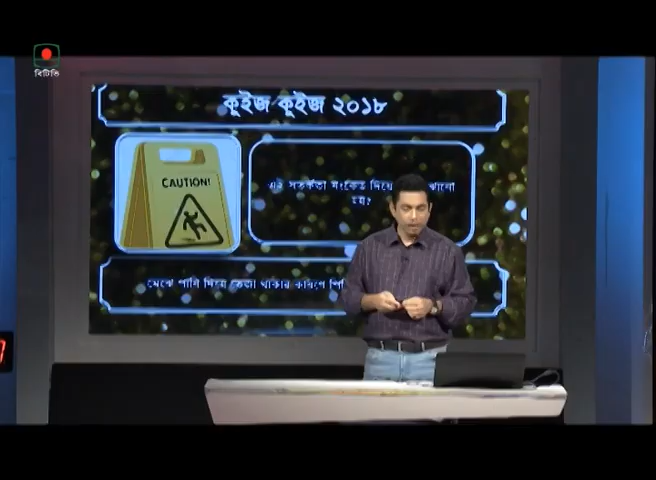 বিটিভি
কুইজ কুইজ ২০১৮
CAUTION!
এই সতর্কতা সংকেত দিয়ে
হয়?
মেঝে পানি দিয়ে ভেজা থাকার কারণে